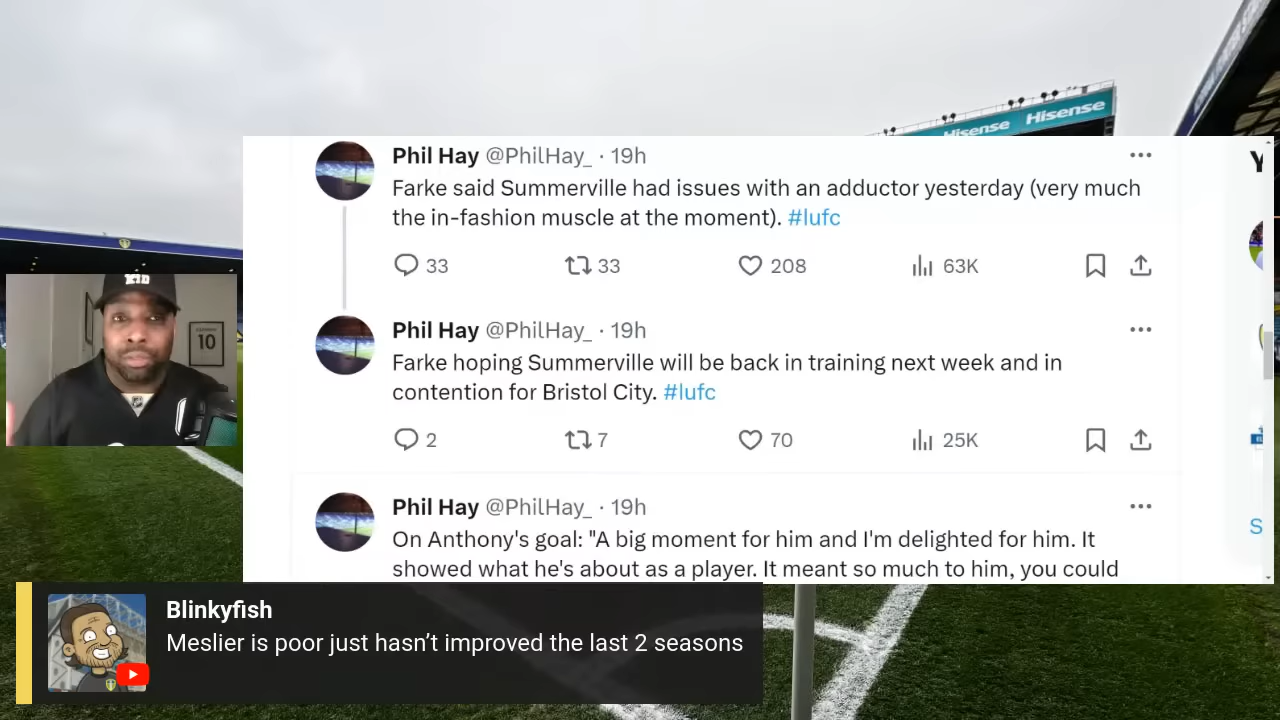 Hisense Hisense
Phil Hay @PhilHay_ · 19h
Farke said Summerville had issues with an adductor yesterday (very much
the in-fashion muscle at the moment). #lufc
33 33 208 63K
Phil Hay @PhilHay_ · 19h
Farke hoping Summerville will be back in training next week and in
contention for Bristol City. #lufc
2 7 70 25K
Phil Hay @PhilHay_ · 19h
On Anthony's goal: "A big moment for him and I'm delighted for him. It
showed what he's about as a player. It meant so much to him, you could
Y
S
KID
10
Blinkyfish
Meslier is poor just hasn’t improved the last 2 seasons